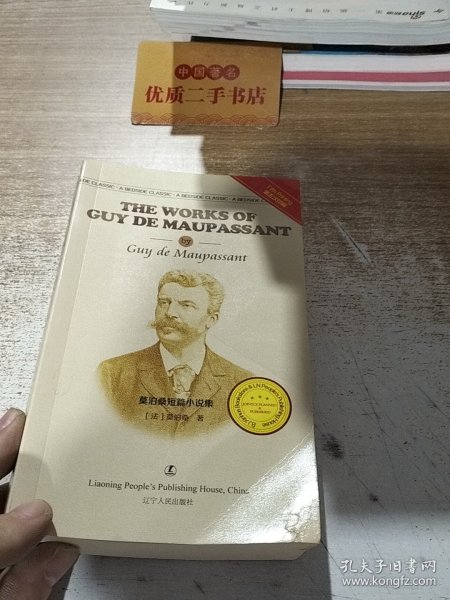 中国著名
优质二手书店
A BEDSIDE CLASSIC · A BEDSIDE CLASSIC
THE WORKS OF
GUY DE MAUPASSANT
by
Guy de Maupassant
莫泊桑短篇小说集
[法] 莫泊桑 著
Liaoning People's Publishing House, China
辽宁人民出版社
孔夫子旧书网
www.kongfz.com